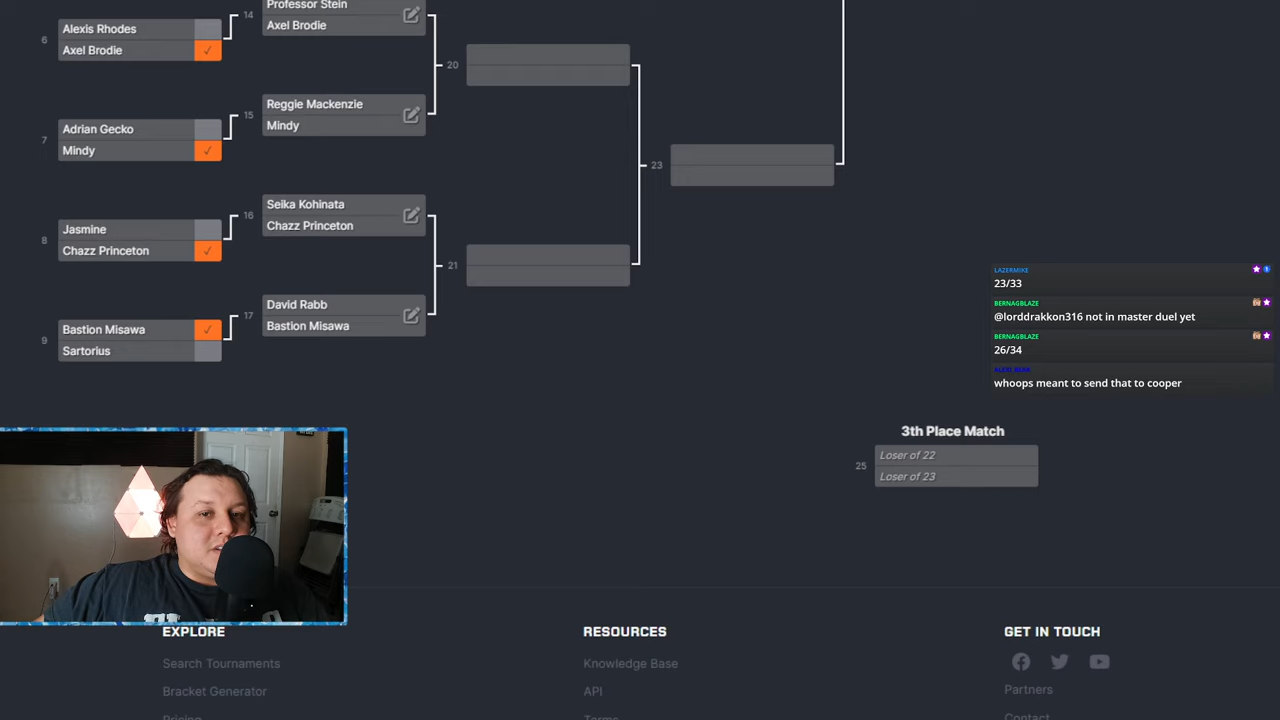 Professor Stein
14
Axel Brodie
Alexis Rhodes
6
Axel Brodie
20
Reggie Mackenzie
15
Mindy
Adrian Gecko
7
Mindy
23
Seika Kohinata
16
Chazz Princeton
Jasmine
8
Chazz Princeton
21
David Rabb
17
Bastion Misawa
Bastion Misawa
9
Sartorius
LAZERMIKE
23/33
BERNAGBLAZE
@lorddrakkon316 not in master duel yet
BERNAGBLAZE
26/34
whoops meant to send that to cooper
3th Place Match
Loser of 22
25
Loser of 23
EXPLORE
Search Tournaments
Bracket Generator
Pricing
RESOURCES
Knowledge Base
API
Terms
GET IN TOUCH
Partners
Contact